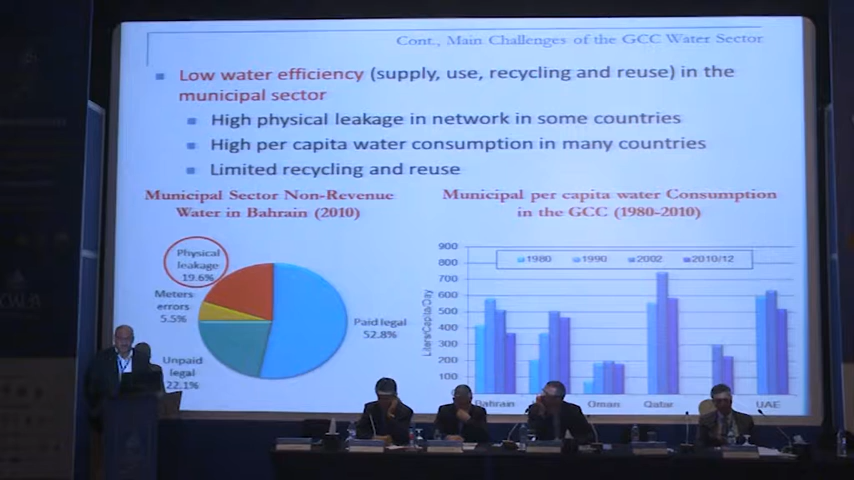 Cont., Main Challenges of the GCC Water Sector
Low water efficiency (supply, use, recycling and reuse) in the
municipal sector
High physical leakage in network in some countries
High per capita water consumption in many countries
Limited recycling and reuse
Municipal Sector Non-Revenue
Water in Bahrain (2010)
Physical
leakage
19.6%
Meters
errors
5.5%
Unpaid
legal
22.1%
Paid legal
52.8%
Municipal per capita water Consumption
in the GCC (1980-2010)
Liters/Capita/Day
900
800
700
600
500
400
300
200
100
1980
1990
2002
2010/12
Bahrain
Oman
Qatar
UAE